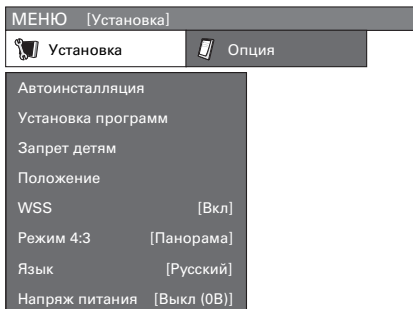 МЕНЮ [Установка]
Установка Опция
Автоинсталляция
Установка программ
Запрет детям
Положение
WSS [Вкл]
Режим 4:3 [Панорама]
Язык [Русский]
Напряж питания [Выкл (0B)]